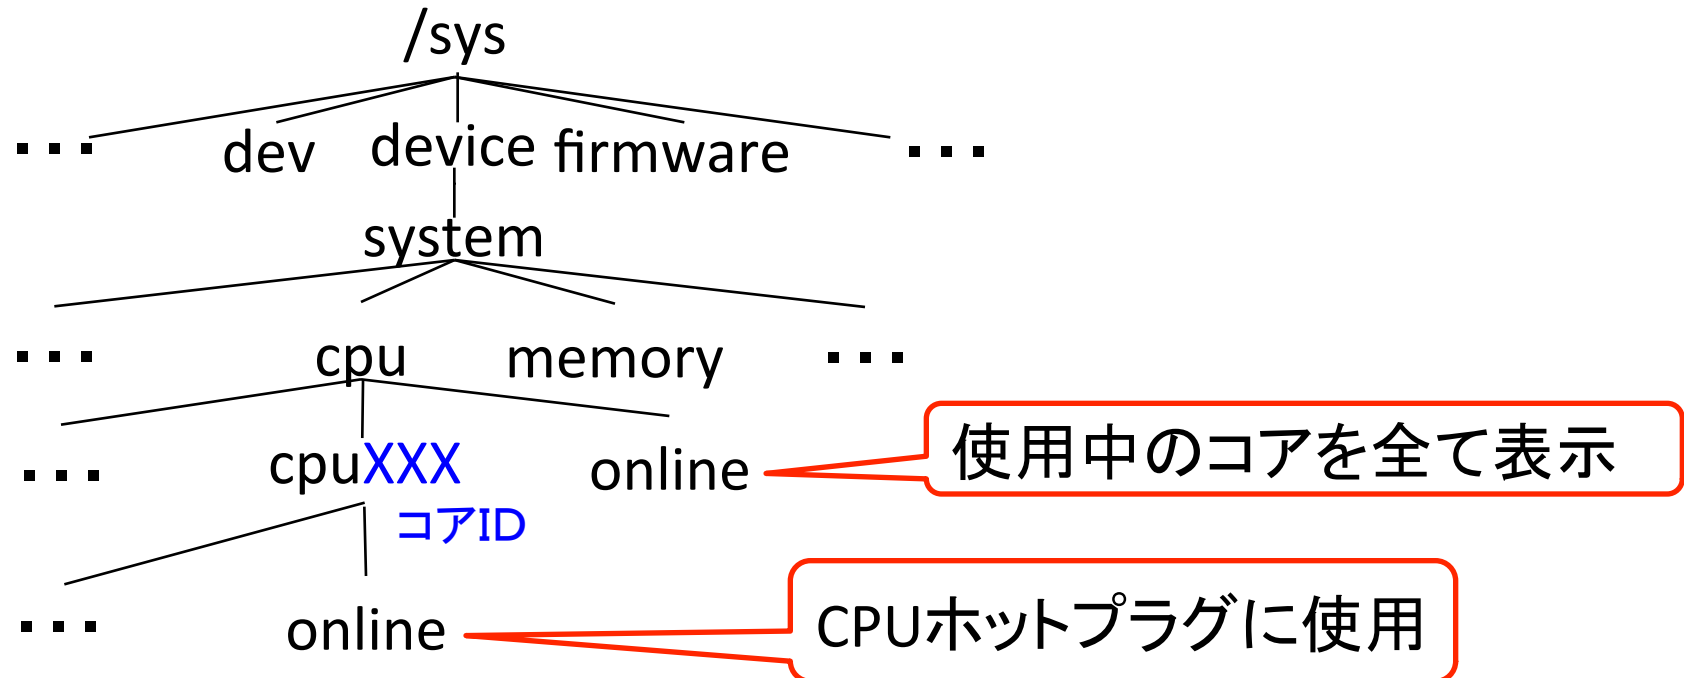 /sys
... dev device firmware ...
system
... cpu memory ...
... cpuXXX online 使用中のコアを全て表示
コアID
... online CPUホットプラグに使用